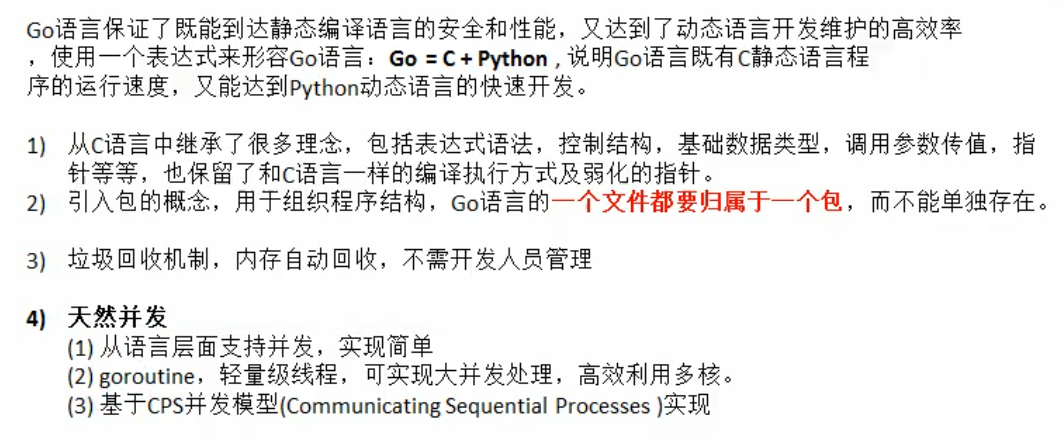 Go语言保证了既能到达静态编译语言的安全和性能，又达到了动态语言开发维护的高效率
，使用一个表达式来形容Go语言：Go = C + Python , 说明Go语言既有C静态语言程
序的运行速度，又能达到Python动态语言的快速开发。
1) 从C语言中继承了很多理念，包括表达式语法，控制结构，基础数据类型，调用参数传值，指
针等等，也保留了和C语言一样的编译执行方式及弱化的指针。
2) 引入包的概念，用于组织程序结构，Go语言的一个文件都要归属于一个包，而不能单独存在。
3) 垃圾回收机制，内存自动回收，不需开发人员管理
4) 天然并发
(1) 从语言层面支持并发，实现简单
(2) goroutine，轻量级线程，可实现大并发处理，高效利用多核。
(3) 基于CPS并发模型(Communicating Sequential Processes )实现